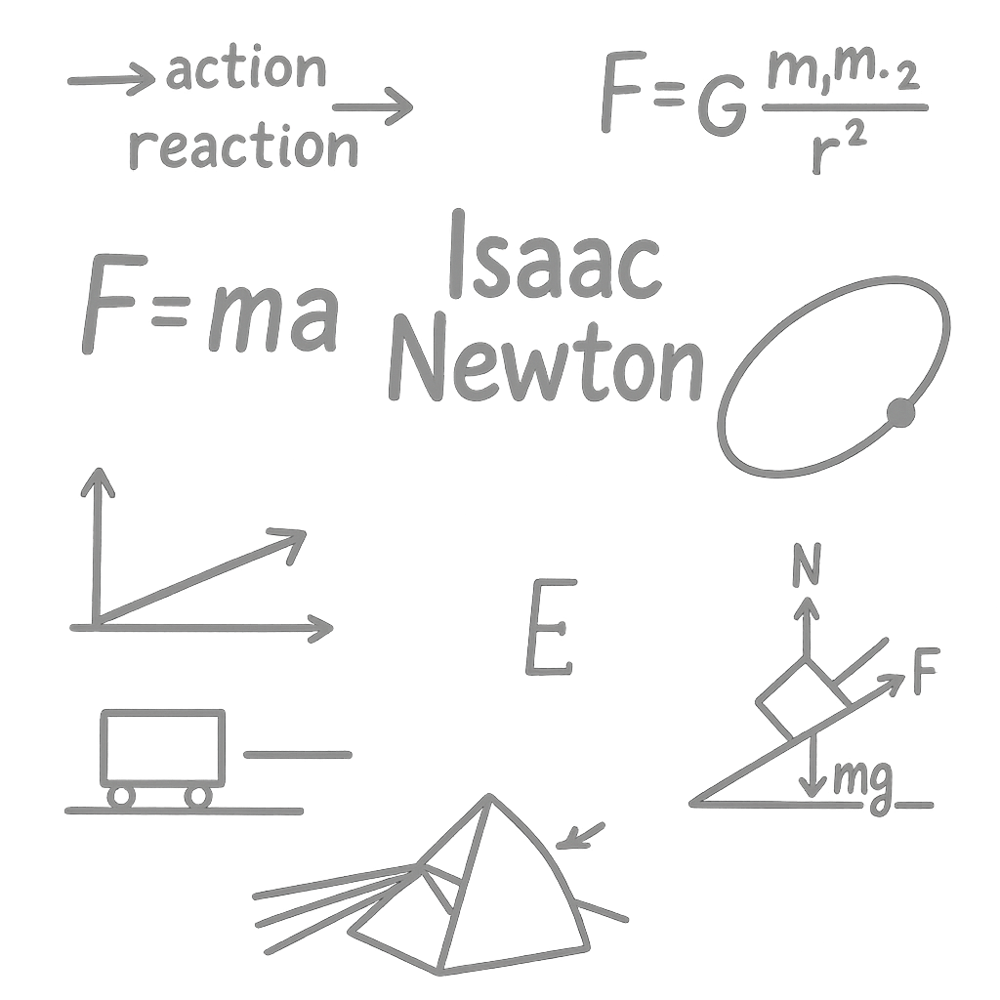 action
reaction
F=G m,m.2
r²
Isaac
Newton
F=ma
E
N
F
mg